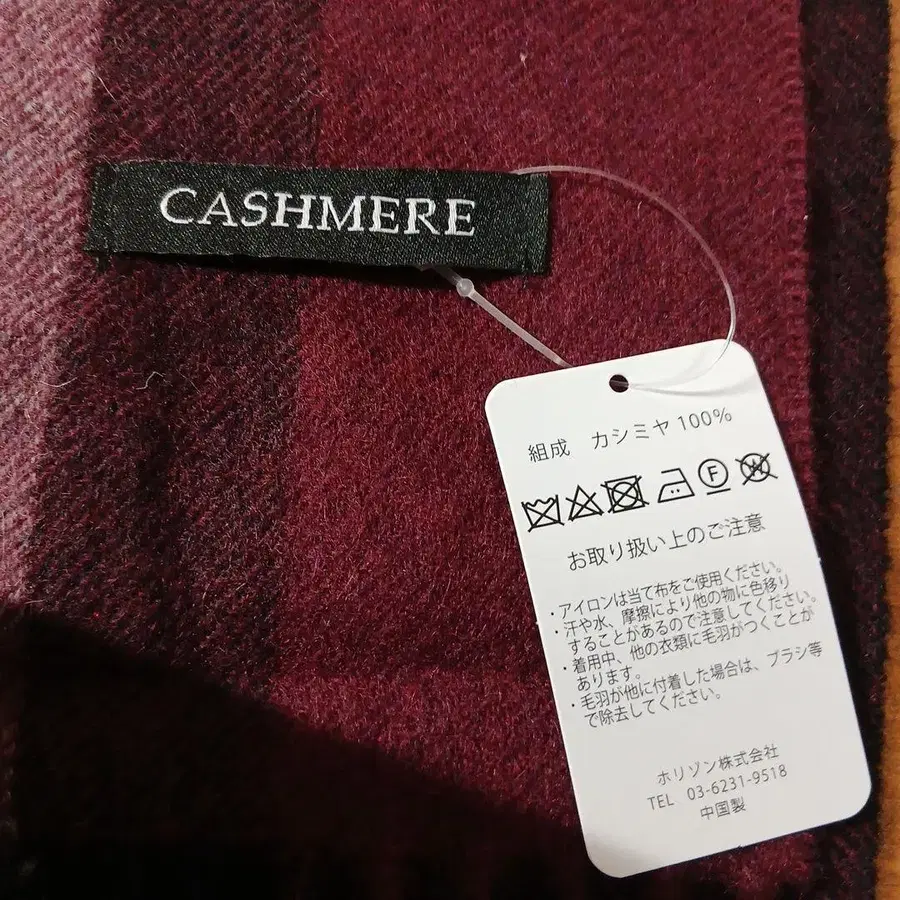 CASHMERE
組成 カシミヤ100%
F
W
お取り扱い上のご注意
・アイロンは当て布をご使用ください。
・汗や水、摩擦により他の物に色移り
することがあるので注意してください。
・着用中、他の衣類に毛羽がつくことが
あります。
・毛羽が他に付着した場合は、ブラシ等
で除去してください。
ホリゾン株式会社
TEL 03-6231-9518
中国製